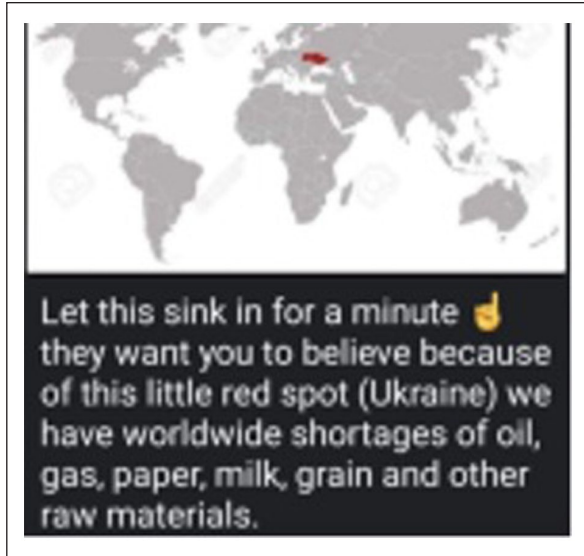 Let this sink in for a minute ☝️
they want you to believe because
of this little red spot (Ukraine) we
have worldwide shortages of oil,
gas, paper, milk, grain and other
raw materials.